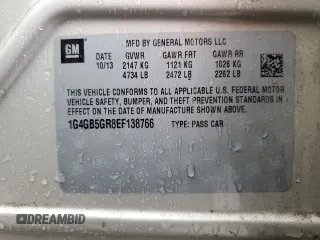 GM
MFD BY GENERAL MOTORS LLC
DATE GVWR GAWR FRT GAWR RR
10/13 2147 KG 1121 KG 1026 KG
4734 LB 2472 LB 2262 LB
THIS VEHICLE CONFORMS TO ALL APPLICABLE U.S. FEDERAL MOTOR
VEHICLE SAFETY, BUMPER, AND THEFT PREVENTION STANDARDS
IN EFFECT ON THE DATE OF MANUFACTURE SHOWN ABOVE.
1G4GB5GR8EF138766 TYPE: PASS CAR
DREAMBID